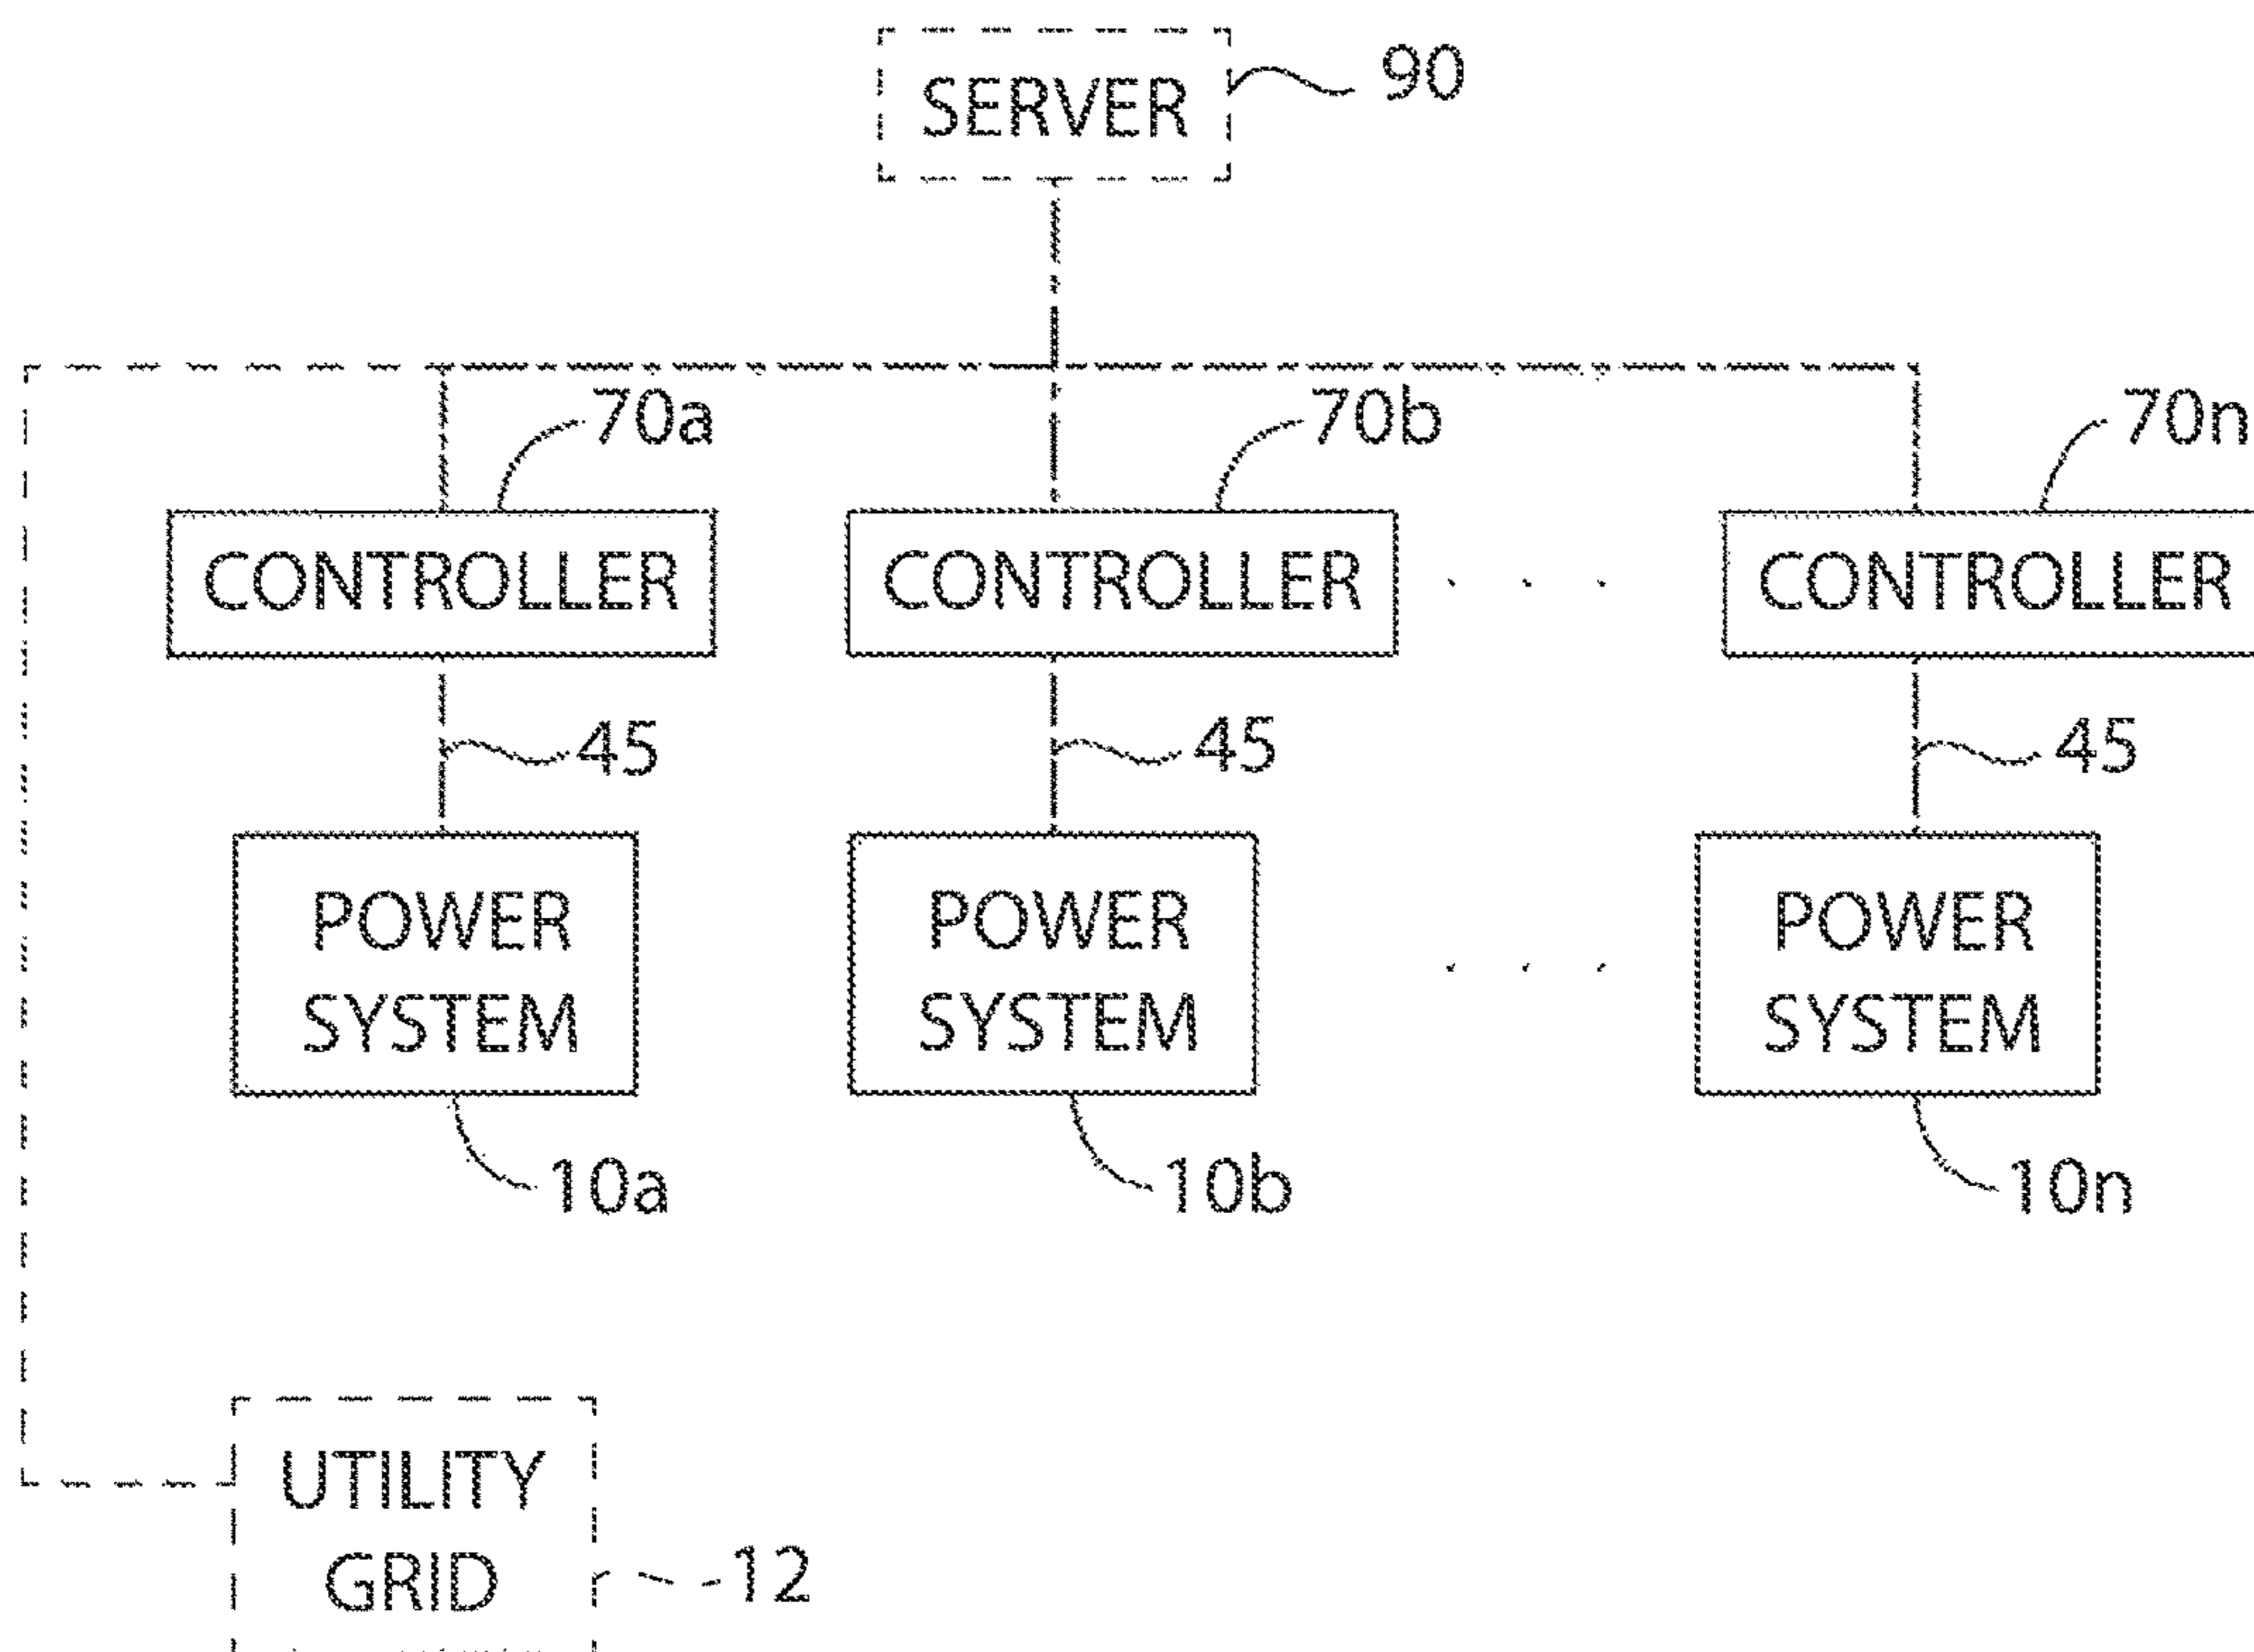 SERVER
90
70a
70b
70n
CONTROLLER
CONTROLLER
CONTROLLER
45
45
45
POWER
SYSTEM
POWER
SYSTEM
POWER
SYSTEM
10a
10b
10n
UTILITY
GRID
12